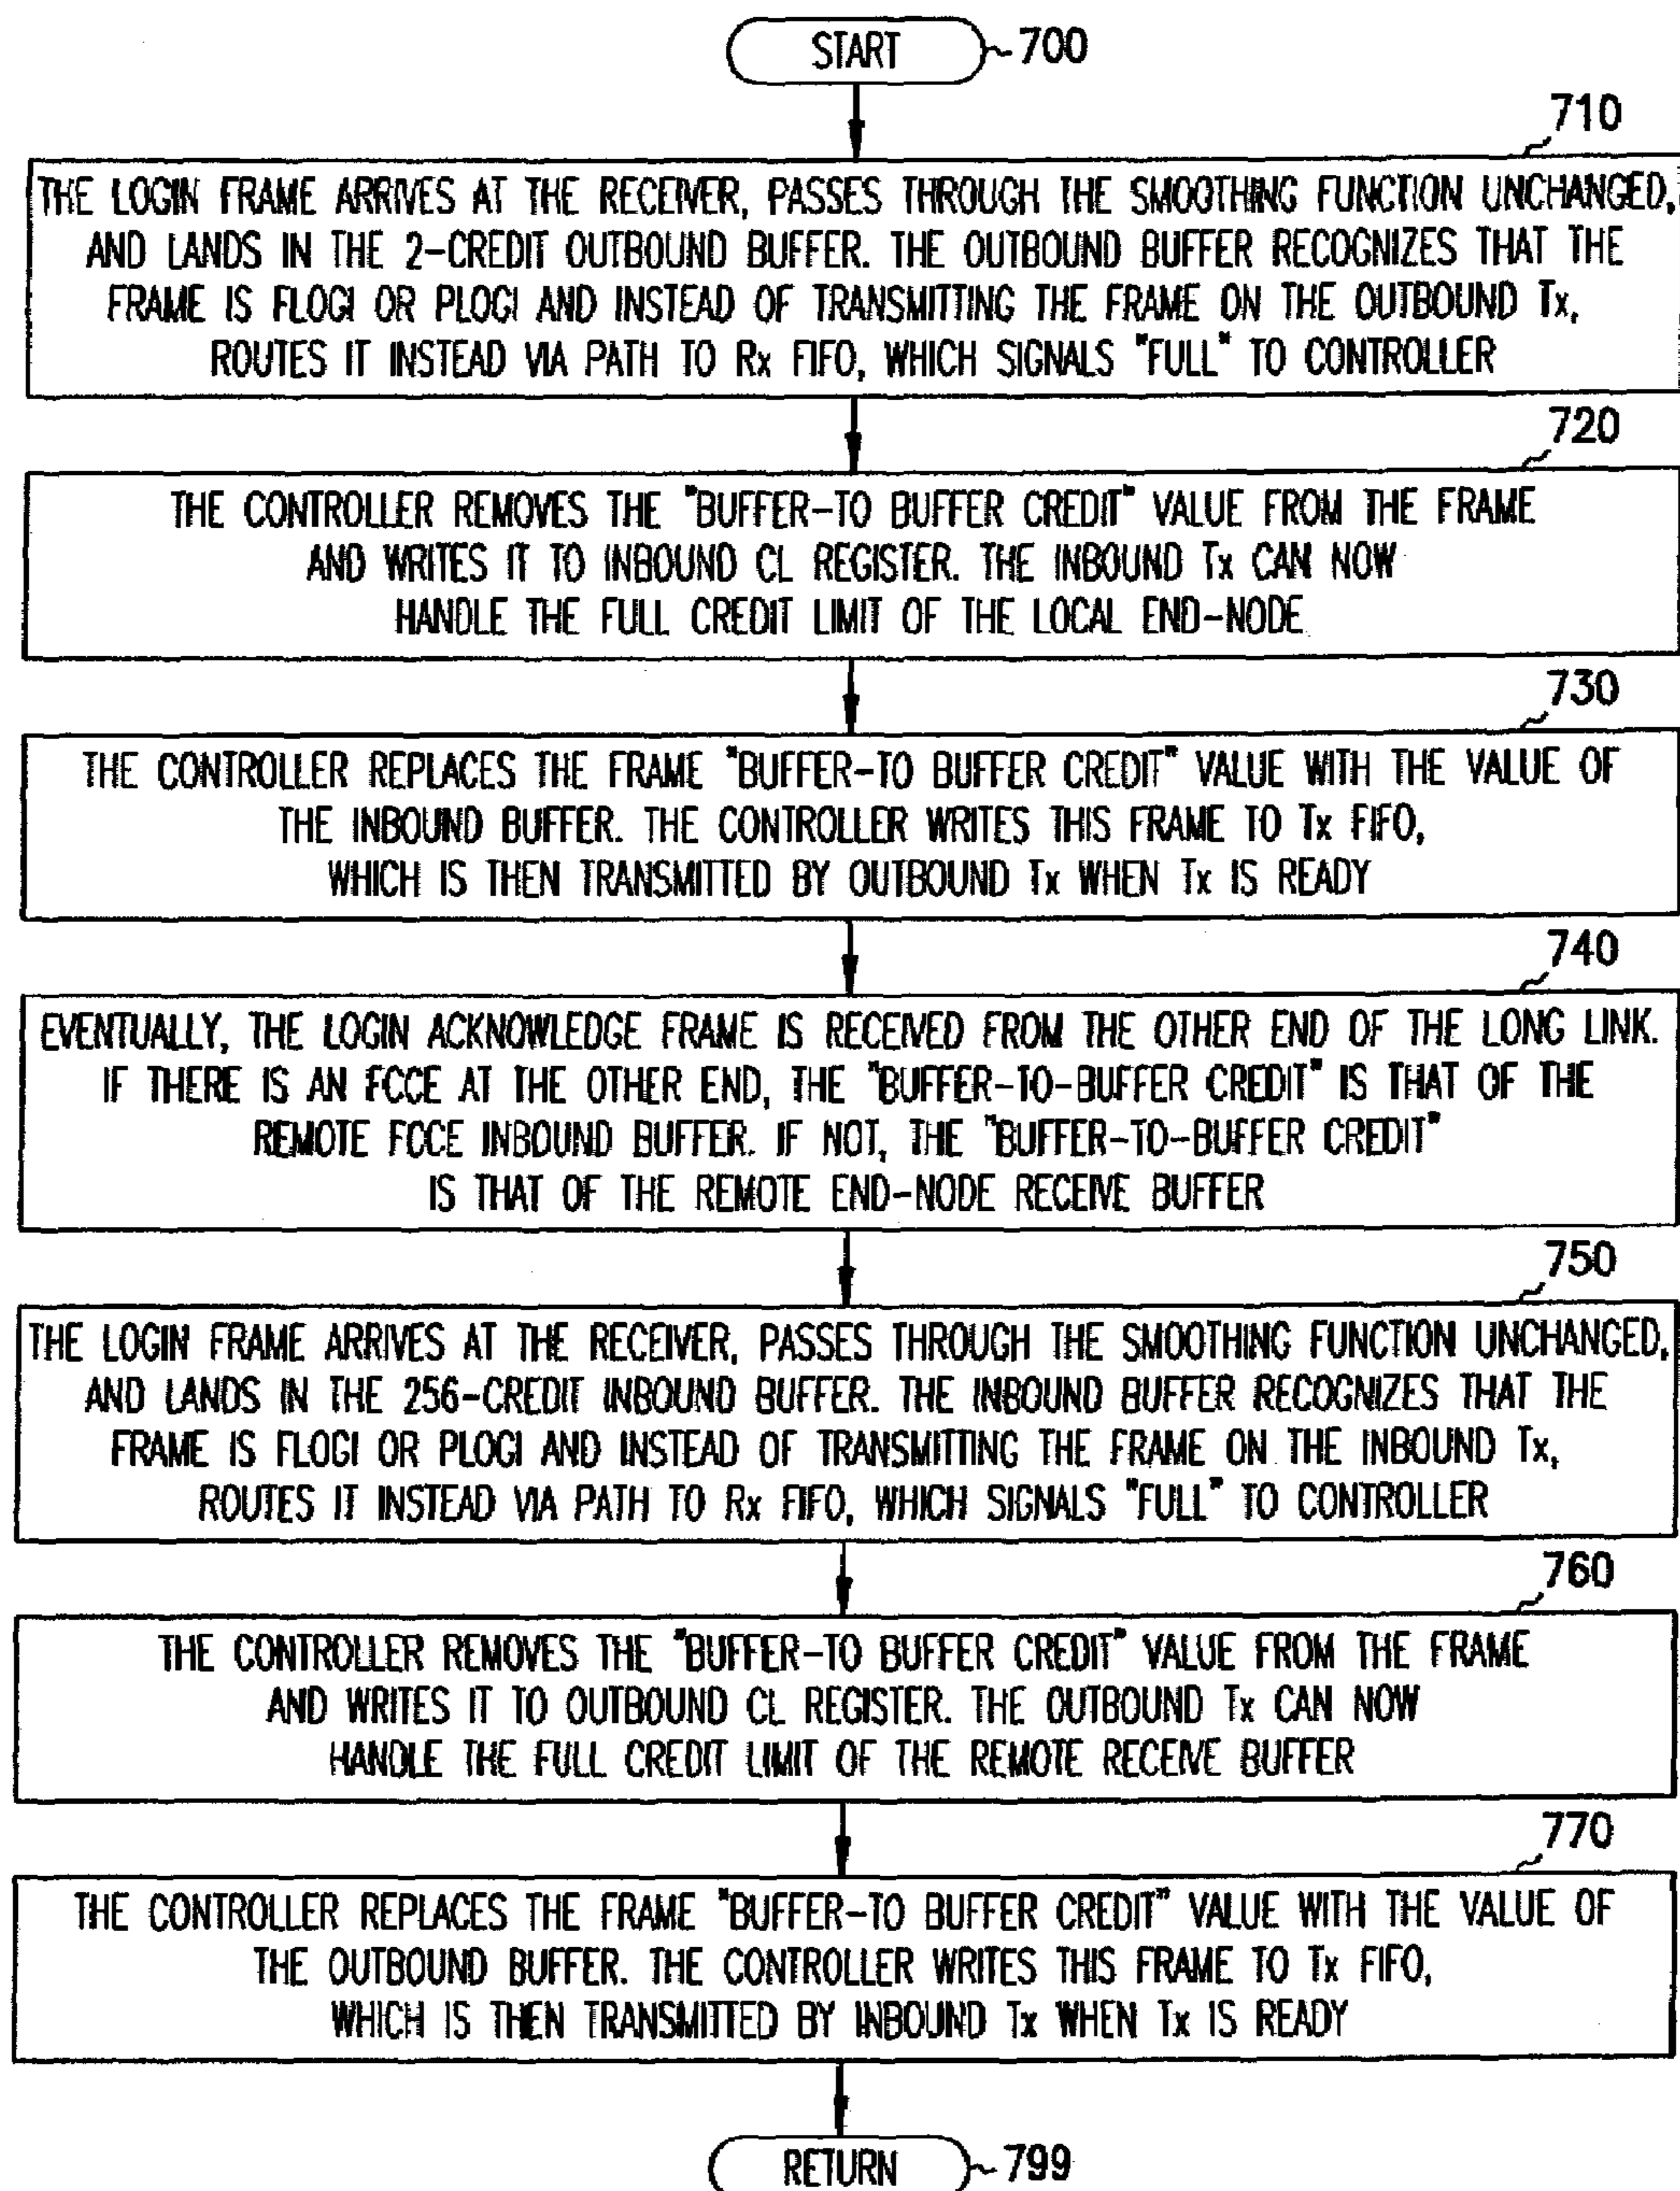 START
700
710
THE LOGIN FRAME ARRIVES AT THE RECEIVER, PASSES THROUGH THE SMOOTHING FUNCTION UNCHANGED,
AND LANDS IN THE 2-CREDIT OUTBOUND BUFFER. THE OUTBOUND BUFFER RECOGNIZES THAT THE
FRAME IS FLOGI OR PLOGI AND INSTEAD OF TRANSMITTING THE FRAME ON THE OUTBOUND Tx,
ROUTES IT INSTEAD VIA PATH TO Rx FIFO, WHICH SIGNALS "FULL" TO CONTROLLER
720
THE CONTROLLER REMOVES THE "BUFFER-TO BUFFER CREDIT" VALUE FROM THE FRAME
AND WRITES IT TO INBOUND CL REGISTER. THE INBOUND Tx CAN NOW
HANDLE THE FULL CREDIT LIMIT OF THE LOCAL END-NODE
730
THE CONTROLLER REPLACES THE FRAME "BUFFER-TO BUFFER CREDIT" VALUE WITH THE VALUE OF
THE INBOUND BUFFER. THE CONTROLLER WRITES THIS FRAME TO Tx FIFO,
WHICH IS THEN TRANSMITTED BY OUTBOUND Tx WHEN Tx IS READY
740
EVENTUALLY, THE LOGIN ACKNOWLEDGE FRAME IS RECEIVED FROM THE OTHER END OF THE LONG LINK.
IF THERE IS AN FCCE AT THE OTHER END, THE "BUFFER-TO-BUFFER CREDIT" IS THAT OF THE
REMOTE FCCE INBOUND BUFFER. IF NOT, THE "BUFFER-TO-BUFFER CREDIT"
IS THAT OF THE REMOTE END-NODE RECEIVE BUFFER
750
THE LOGIN FRAME ARRIVES AT THE RECEIVER, PASSES THROUGH THE SMOOTHING FUNCTION UNCHANGED,
AND LANDS IN THE 256-CREDIT INBOUND BUFFER. THE INBOUND BUFFER RECOGNIZES THAT THE
FRAME IS FLOGI OR PLOGI AND INSTEAD OF TRANSMITTING THE FRAME ON THE INBOUND Tx,
ROUTES IT INSTEAD VIA PATH TO Rx FIFO, WHICH SIGNALS "FULL" TO CONTROLLER
760
THE CONTROLLER REMOVES THE "BUFFER-TO BUFFER CREDIT" VALUE FROM THE FRAME
AND WRITES IT TO OUTBOUND CL REGISTER. THE OUTBOUND Tx CAN NOW
HANDLE THE FULL CREDIT LIMIT OF THE REMOTE RECEIVE BUFFER
770
THE CONTROLLER REPLACES THE FRAME "BUFFER-TO BUFFER CREDIT" VALUE WITH THE VALUE OF
THE OUTBOUND BUFFER. THE CONTROLLER WRITES THIS FRAME TO Tx FIFO,
WHICH IS THEN TRANSMITTED BY INBOUND Tx WHEN Tx IS READY
RETURN
799